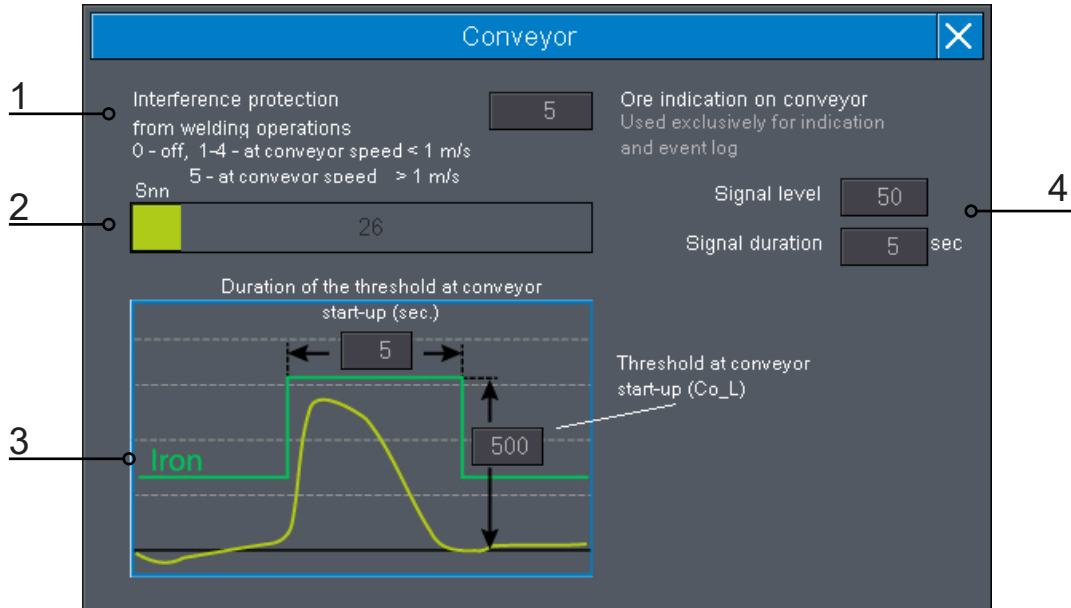 Conveyor
1
Interference protection
from welding operations
0 - off, 1-4 - at conveyor speed < 1 m/s
5 - at conveyor speed > 1 m/s
5
Ore indication on conveyor
Used exclusively for indication
and event log
Snn
2
26
Signal level 50
4
Signal duration 5 sec
Duration of the threshold at conveyor
start-up (sec.)
5
Threshold at conveyor
start-up (Co_L)
500
3
Iron